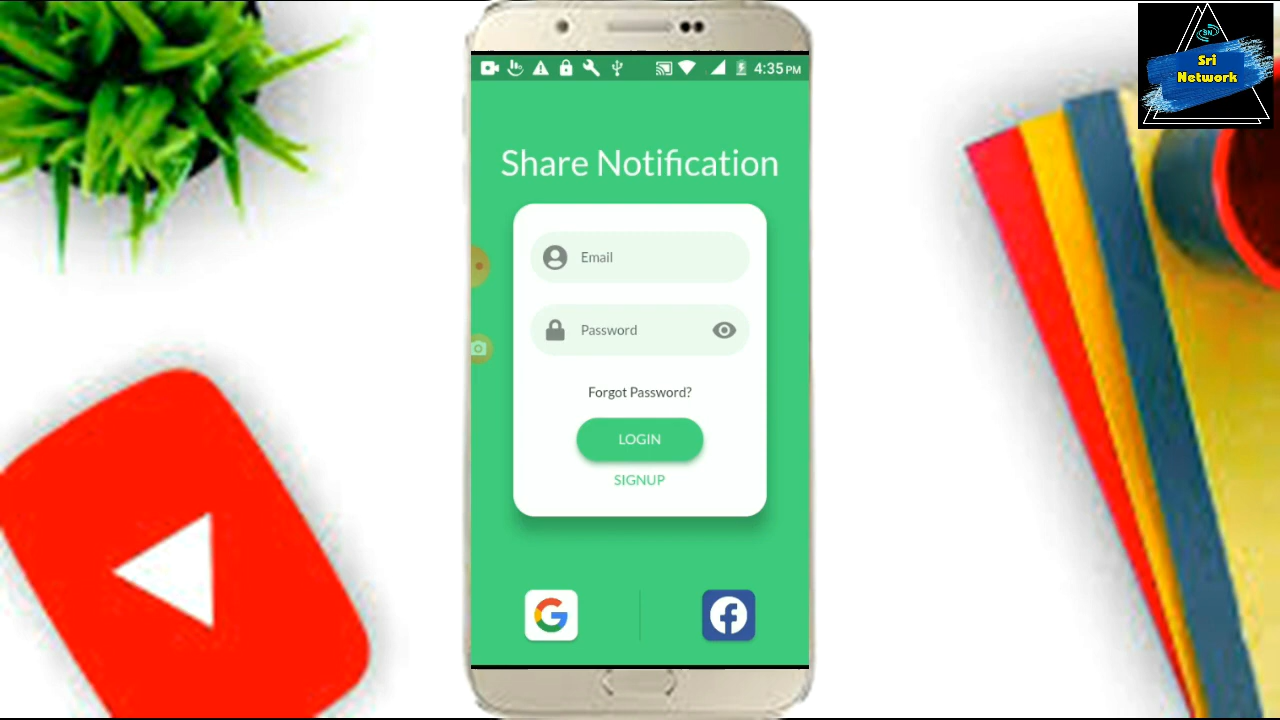 4:35 PM
Sri
Network
Share Notification
Email
Password
Forgot Password?
LOGIN
SIGNUP